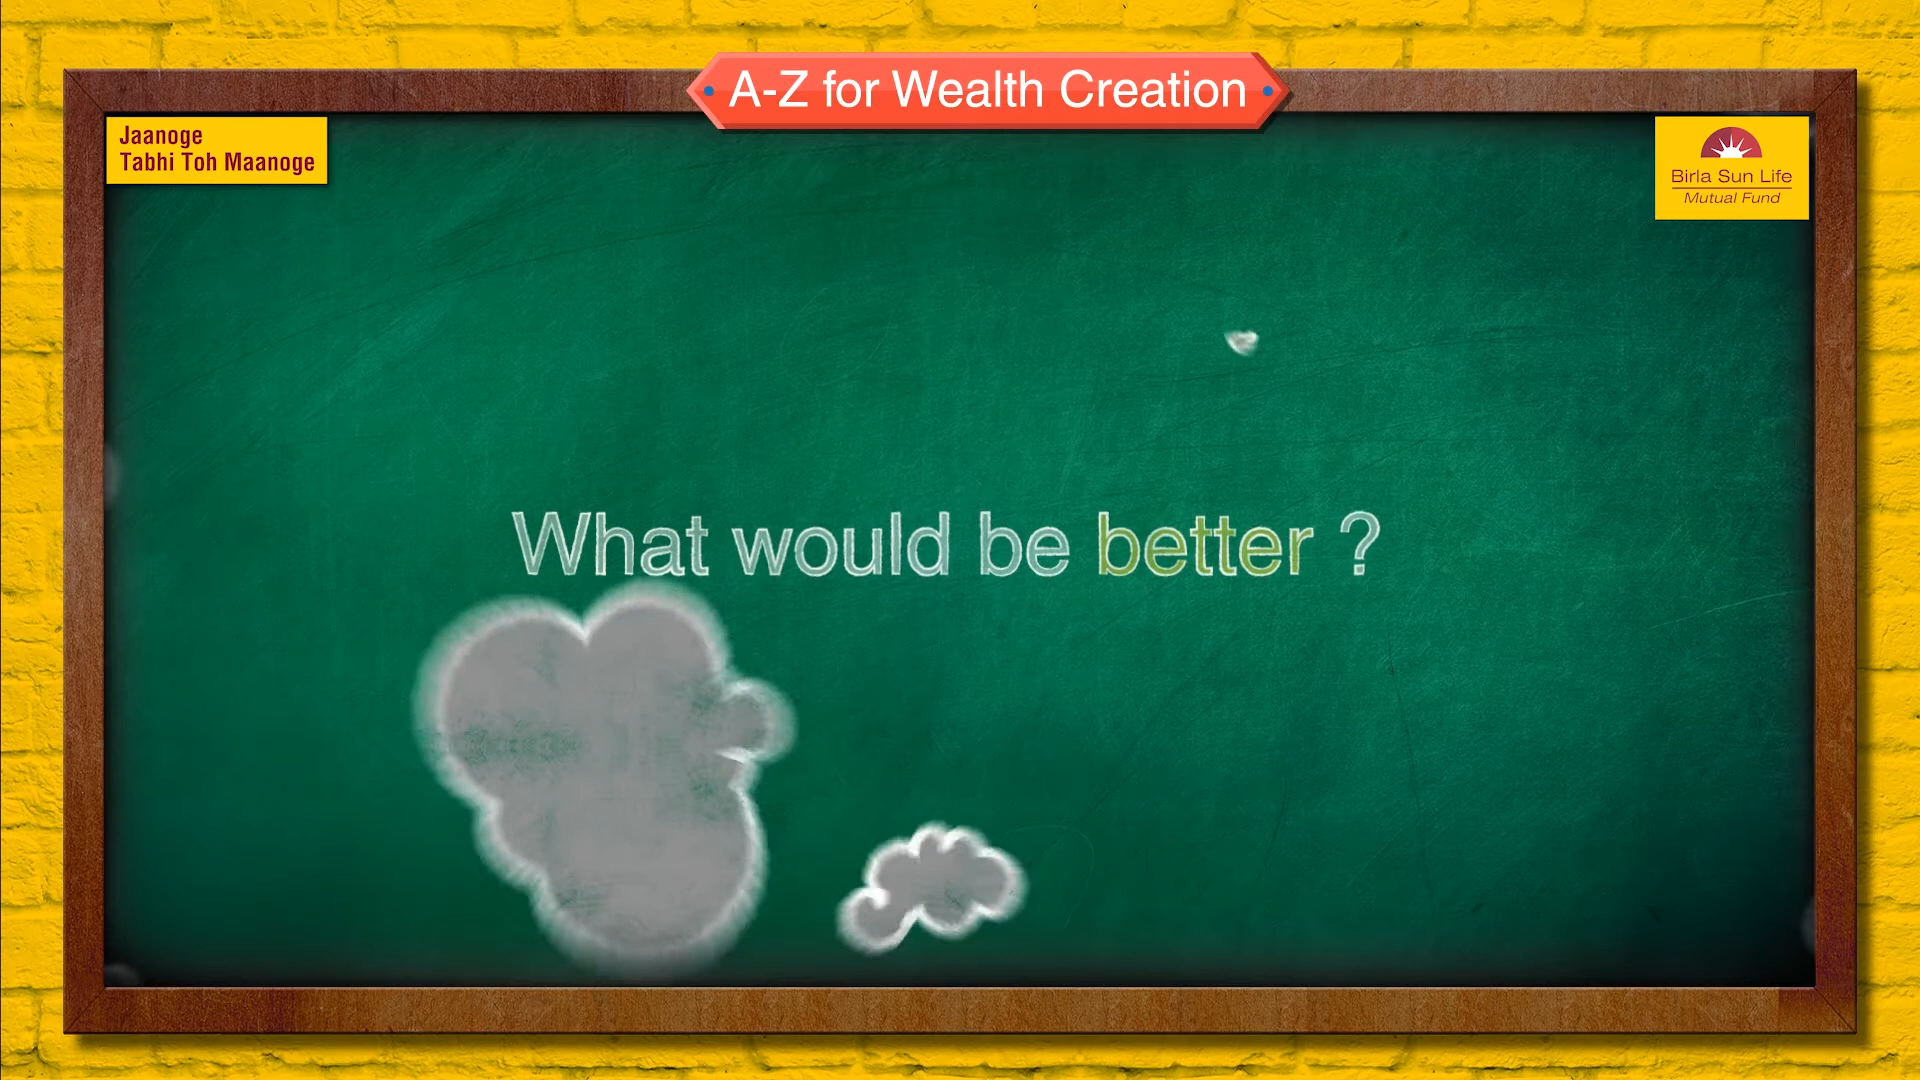 A-Z for Wealth Creation
Jaanoge
Tabhi Toh Maanoge
Birla Sun Life
Mutual Fund
What would be better ?